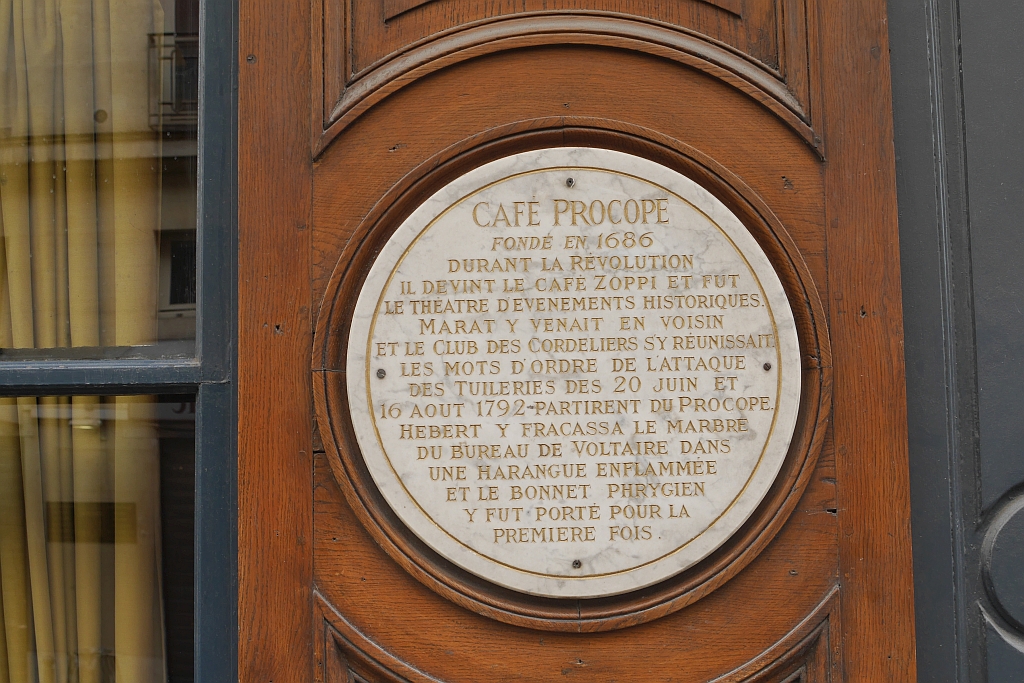 CAFÉ PROCOPE
FONDÉ EN 1686
DURANT LA RÉVOLUTION
IL DEVINT LE CAFÉ ZOPPI ET FUT
LE THÉATRE D'EVENEMENTS HISTORIQUES.
MARAT Y VENAIT EN VOISIN
ET LE CLUB DES CORDELIERS S'Y RÉUNISSAIT.
LES MOTS D'ORDRE DE L'ATTAQUE
DES TUILERIES DES 20 JUIN ET
16 AOUT 1792 PARTIRENT DU PROCOPE.
HEBERT Y FRACASSA LE MARBRE
DU BUREAU DE VOLTAIRE DANS
UNE HARANGUE ENFLAMMÉE
ET LE BONNET PHRYGIEN
Y FUT PORTÉ POUR LA
PREMIERE FOIS.